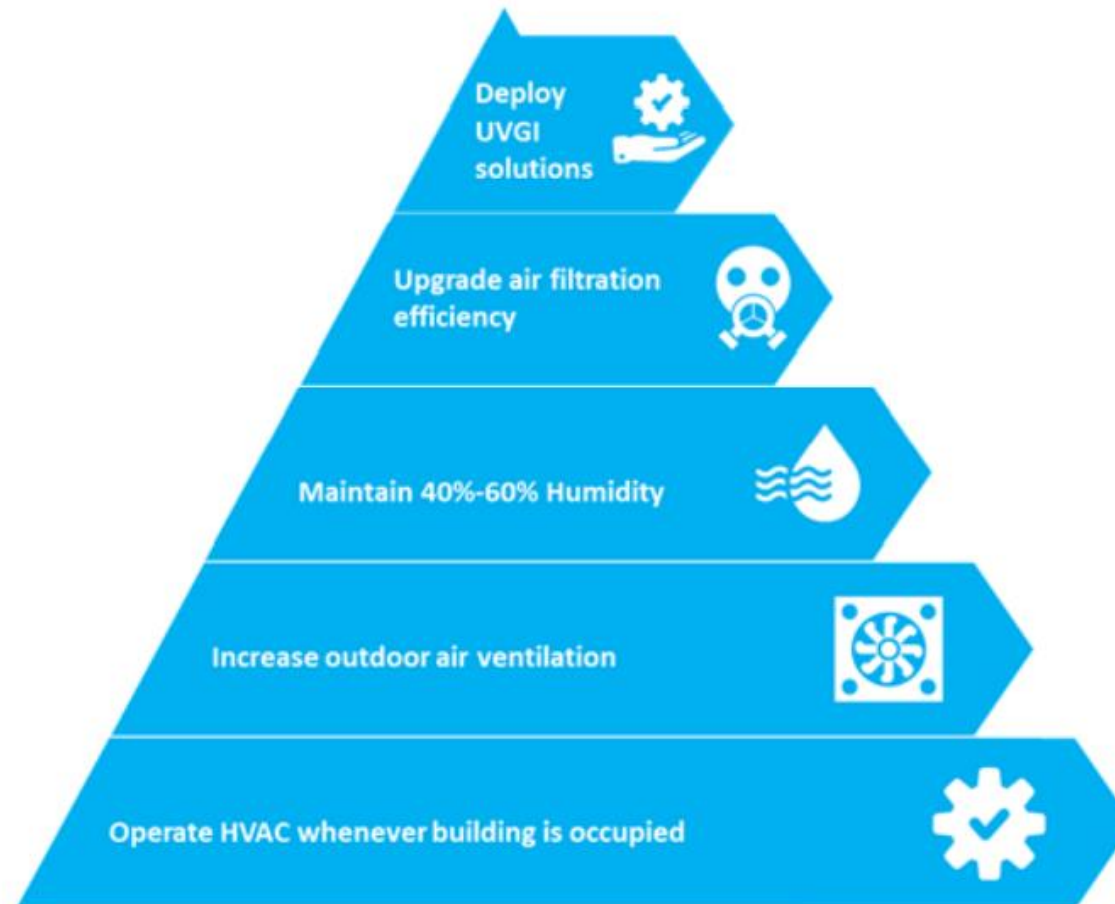 Deploy
UVGI
solutions
Upgrade air filtration
efficiency
Maintain 40%-60% Humidity
Increase outdoor air ventilation
Operate HVAC whenever building is occupied